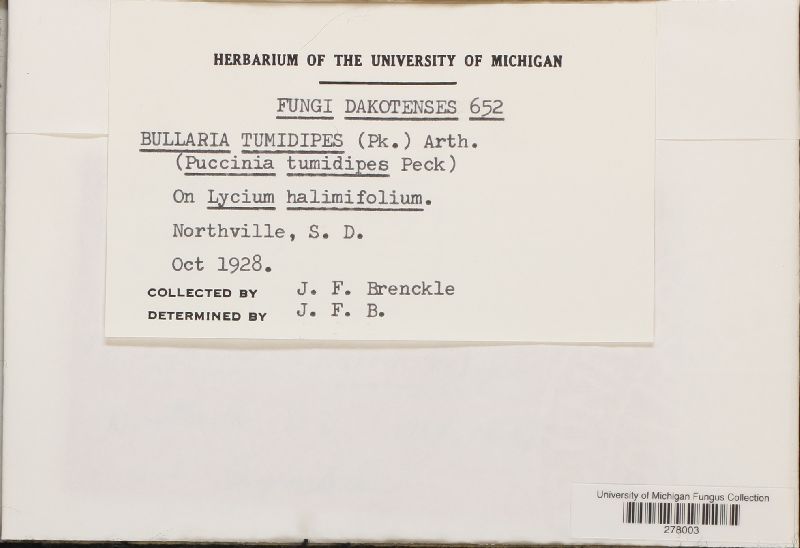 HERBARIUM OF THE UNIVERSITY OF MICHIGAN
FUNGI DAKOTENSES 652
BULLARIA TUMIDIPES (Pk.) Arth.
(Puccinia tumidipes Peck)
On Lycium halimifolium.
Northville, S. D.
Oct 1928.
COLLECTED BY J. F. Brenckle
DETERMINED BY J. F. B.
University of Michigan Fungus Collection
278003